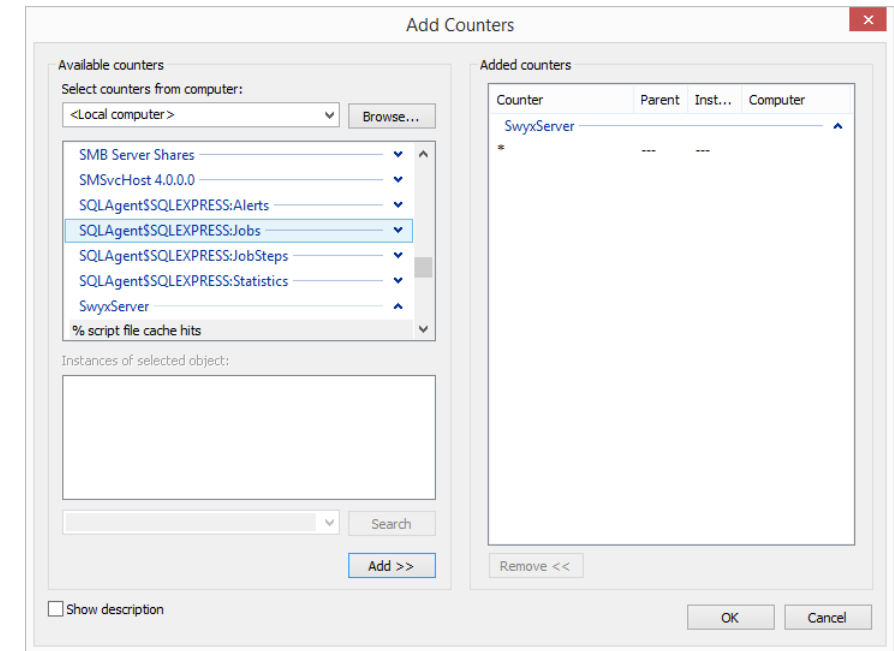 Add Counters
Available counters
Select counters from computer:
<Local computer>
Browse...
SMB Server Shares
SMSvcHost 4.0.0.0
SQLAgent$SQLEXPRESS:Alerts
SQLAgent$SQLEXPRESS:Jobs
SQLAgent$SQLEXPRESS:JobSteps
SQLAgent$SQLEXPRESS:Statistics
SwyxServer
% script file cache hits
Instances of selected object:
Search
Add >>
Show description
Added counters
Counter Parent Inst... Computer
SwyxServer
* --- ---
Remove <<
OK Cancel